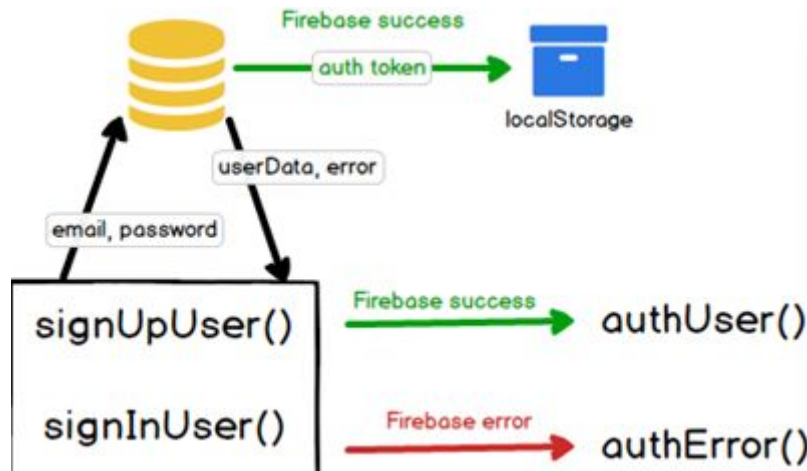 Firebase success
auth token
localStorage
userData, error
email, password
signUpUser()
Firebase success
authUser()
signInUser()
Firebase error
authError()